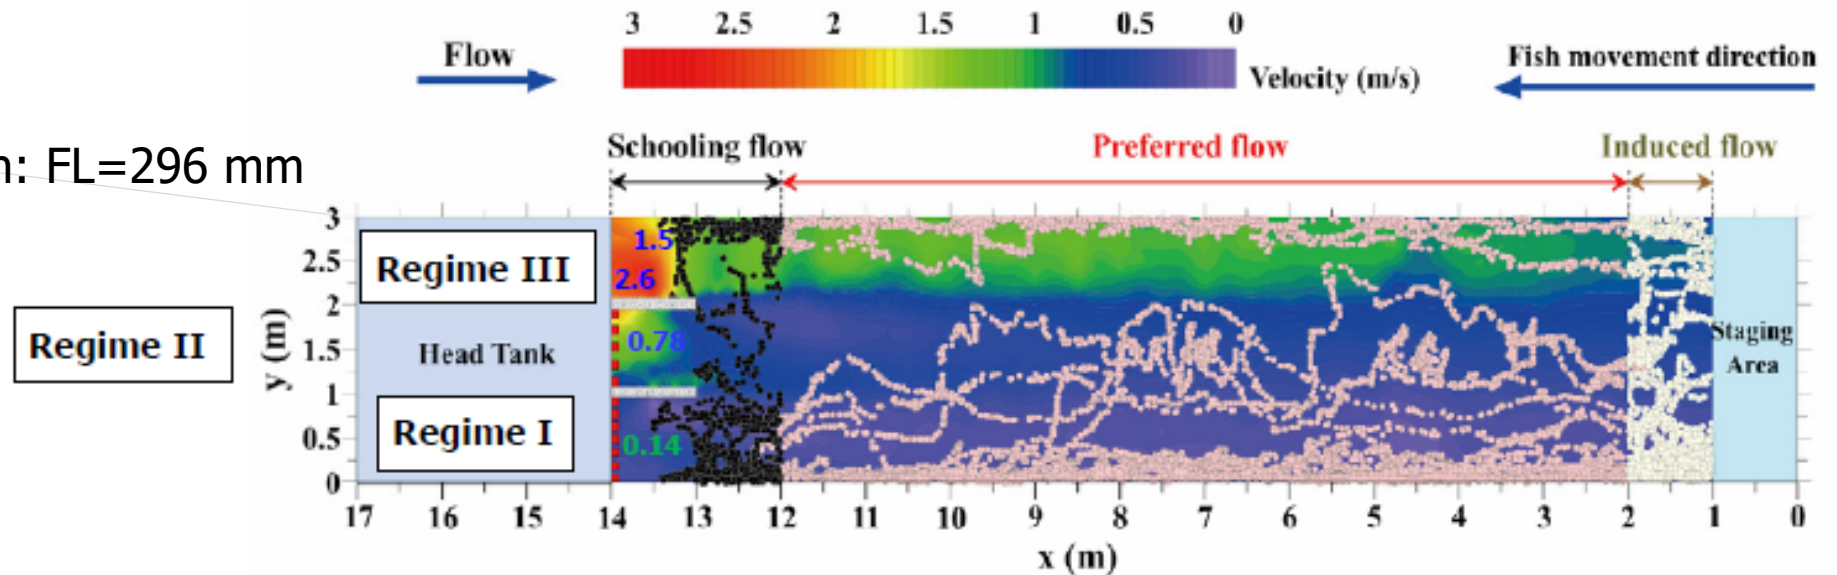 3 2.5 2 1.5 1 0.5 0
Flow
Velocity (m/s)
Fish movement direction
Schooling flow
Preferred flow
Induced flow
: FL=296 mm
3
2.5
2
1.5
1
0.5
0
y (m)
Regime III
Regime II
Head Tank
Regime I
1.5
2.6
0.78
0.14
Staging
Area
17 16 15 14 13 12 11 10 9 8 7 6 5 4 3 2 1 0
x (m)